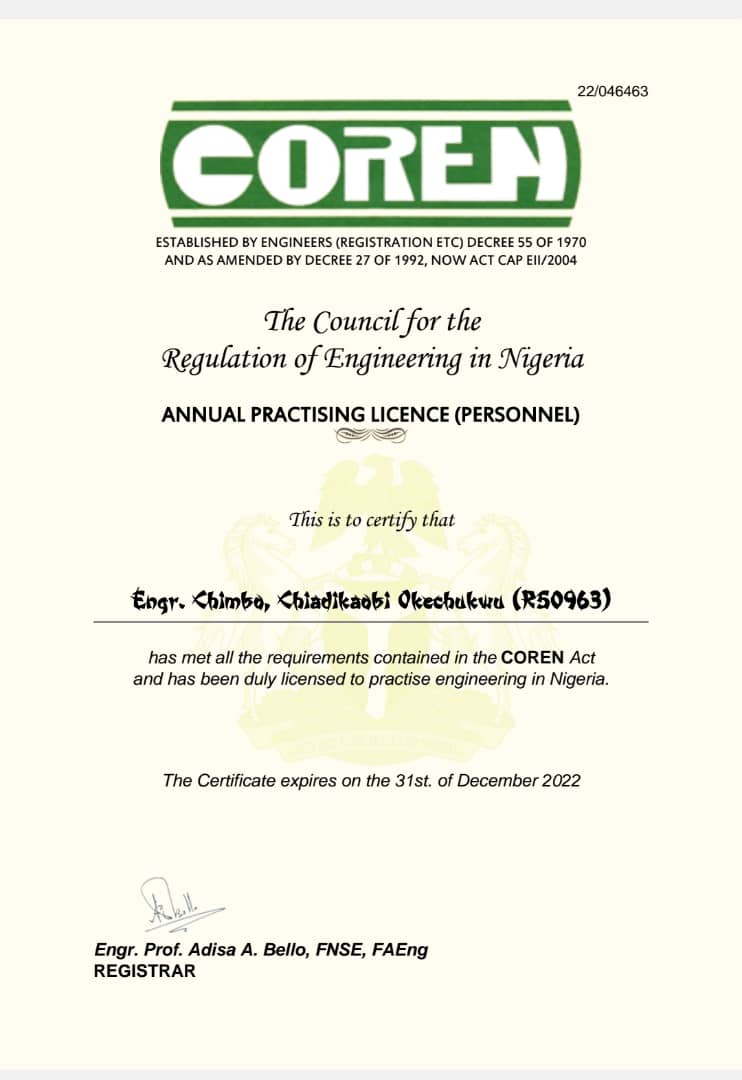 22/046463
COREN
ESTABLISHED BY ENGINEERS (REGISTRATION ETC) DECREE 55 OF 1970
AND AS AMENDED BY DECREE 27 OF 1992, NOW ACT CAP EII/2004
The Council for the
Regulation of Engineering in Nigeria
ANNUAL PRACTISING LICENCE (PERSONNEL)
This is to certify that
Engr. Chimbo, Chiadikaobi Okechukwu (R50963)
has met all the requirements contained in the COREN Act
and has been duly licensed to practise engineering in Nigeria.
The Certificate expires on the 31st. of December 2022
Engr. Prof. Adisa A. Bello, FNSE, FAEng
REGISTRAR